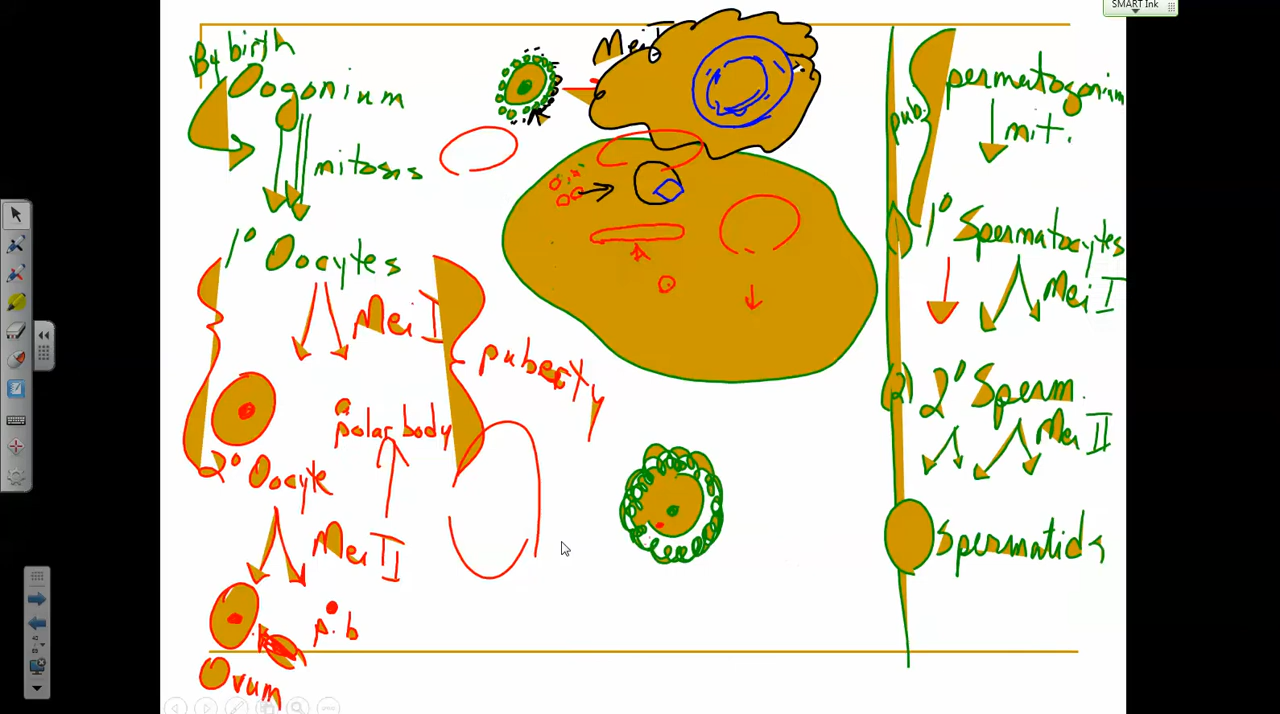 SMART Ink
By birth
Oogonium
mitosis
1° Oocytes
Mei I
puberty
polar body
2° Oocyte
Mei II
p.b
Ovum
Mei I
Spermatogonium
pub.
mit.
1° Spermatocytes
Mei I
2° Sperm.
Mei II
Spermatids